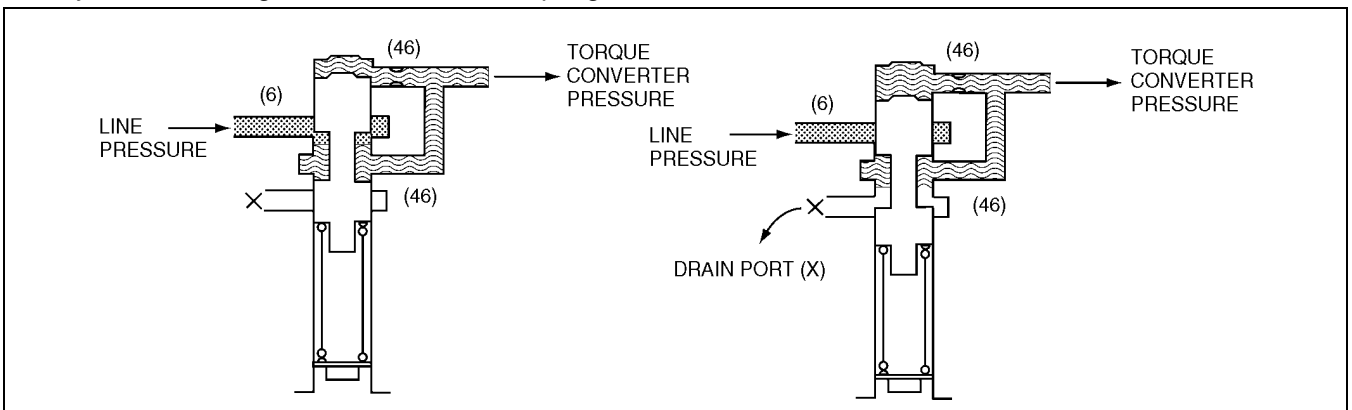 (46)
TORQUE
CONVERTER
PRESSURE
(6)
LINE
PRESSURE
(46)
X
(46)
TORQUE
CONVERTER
PRESSURE
(6)
LINE
PRESSURE
(46)
X
DRAIN PORT (X)